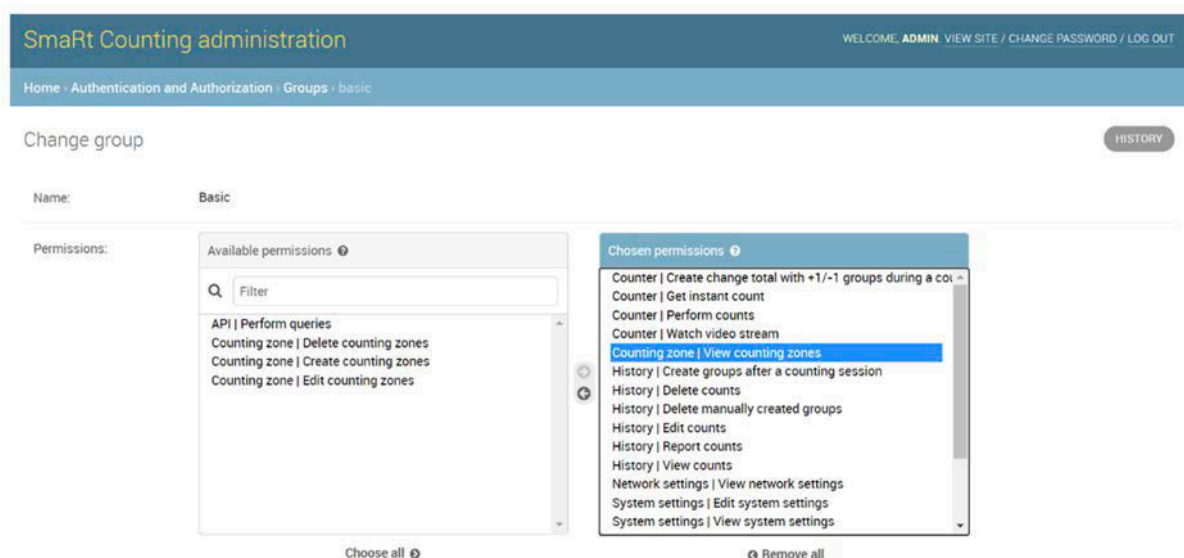 SmaRt Counting administration
WELCOME, ADMIN. VIEW SITE / CHANGE PASSWORD / LOG OUT
Home › Authentication and Authorization › Groups › basic
Change group
HISTORY
Name:
Basic
Permissions:
Available permissions
Filter
API | Perform queries
Counting zone | Delete counting zones
Counting zone | Create counting zones
Counting zone | Edit counting zones
Choose all
Chosen permissions
Counter | Create change total with +1/-1 groups during a cou
Counter | Get instant count
Counter | Perform counts
Counter | Watch video stream
Counting zone | View counting zones
History | Create groups after a counting session
History | Delete counts
History | Delete manually created groups
History | Edit counts
History | Report counts
History | View counts
Network settings | View network settings
System settings | Edit system settings
System settings | View system settings
Remove all